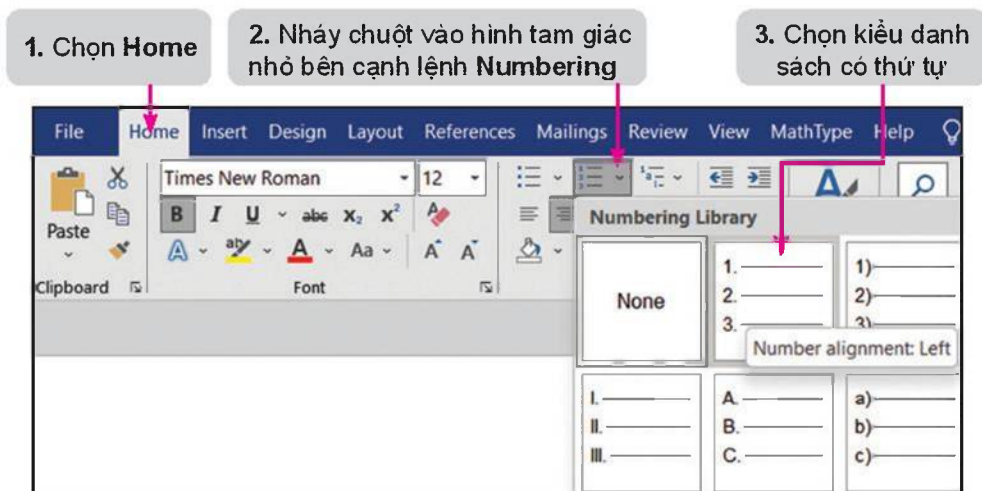 1. Chọn Home
2. Nháy chuột vào hình tam giác
nhỏ bên cạnh lệnh Numbering
3. Chọn kiểu danh
sách có thứ tự
File Home Insert Design Layout References Mailings Review View MathType Help
Times New Roman 12
Paste
B I U abc X₂ X²
A aby A Aa A A
Clipboard Font
Numbering Library
None
1.
2.
3.
1)
2)
3)
Number alignment: Left
I.
II.
III.
A.
B.
C.
a)
b)
c)